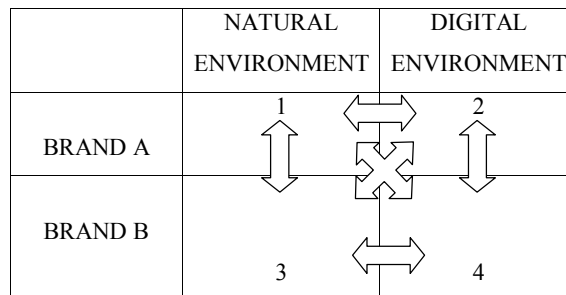 NATURAL DIGITAL
ENVIRONMENT ENVIRONMENT
1 2
BRAND A
BRAND B
3 4